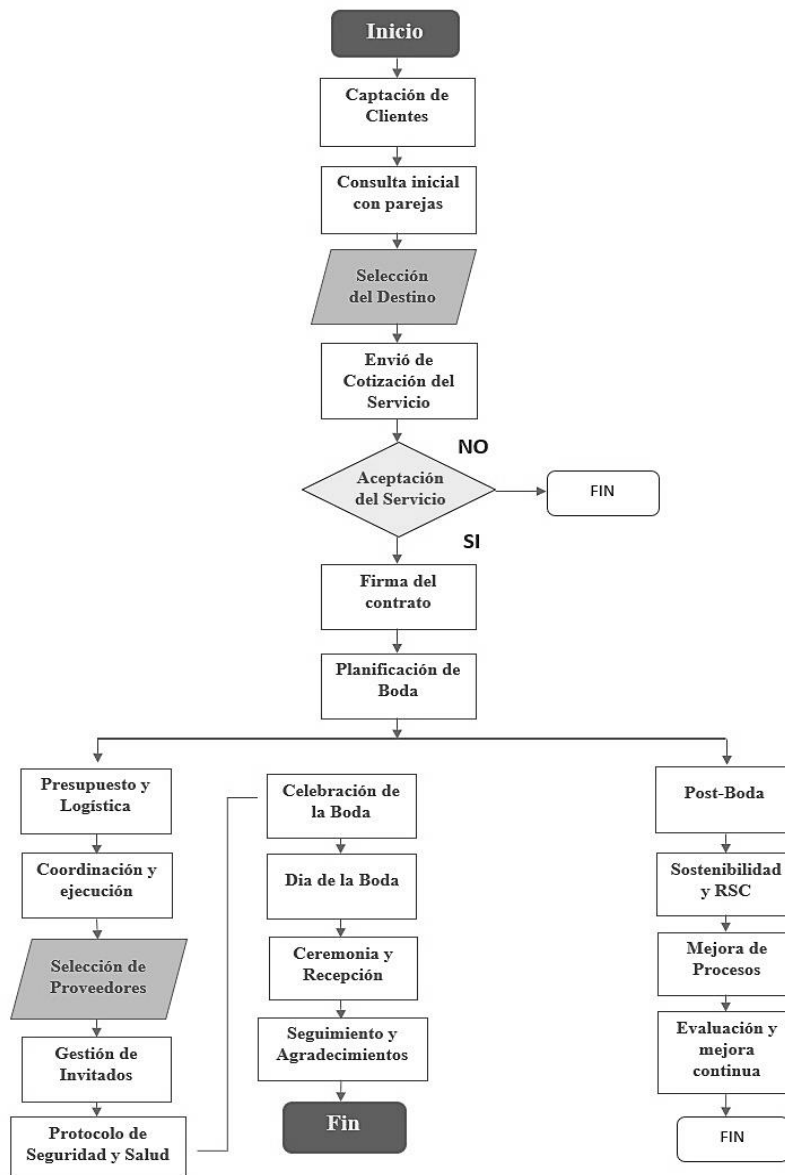 Inicio
Captación de
Clientes
Consulta inicial
con parejas
Selección
del Destino
Envió de
Cotización del
Servicio
NO
Aceptación
del Servicio
FIN
SI
Firma del
contrato
Planificación de
Boda
Presupuesto y
Logística
Coordinación y
ejecución
Selección de
Proveedores
Gestión de
Invitados
Protocolo de
Seguridad y Salud
Celebración de
la Boda
Dia de la Boda
Ceremonia y
Recepción
Seguimiento y
Agradecimientos
Fin
Post-Boda
Sostenibilidad
y RSC
Mejora de
Procesos
Evaluación y
mejora
continua
FIN